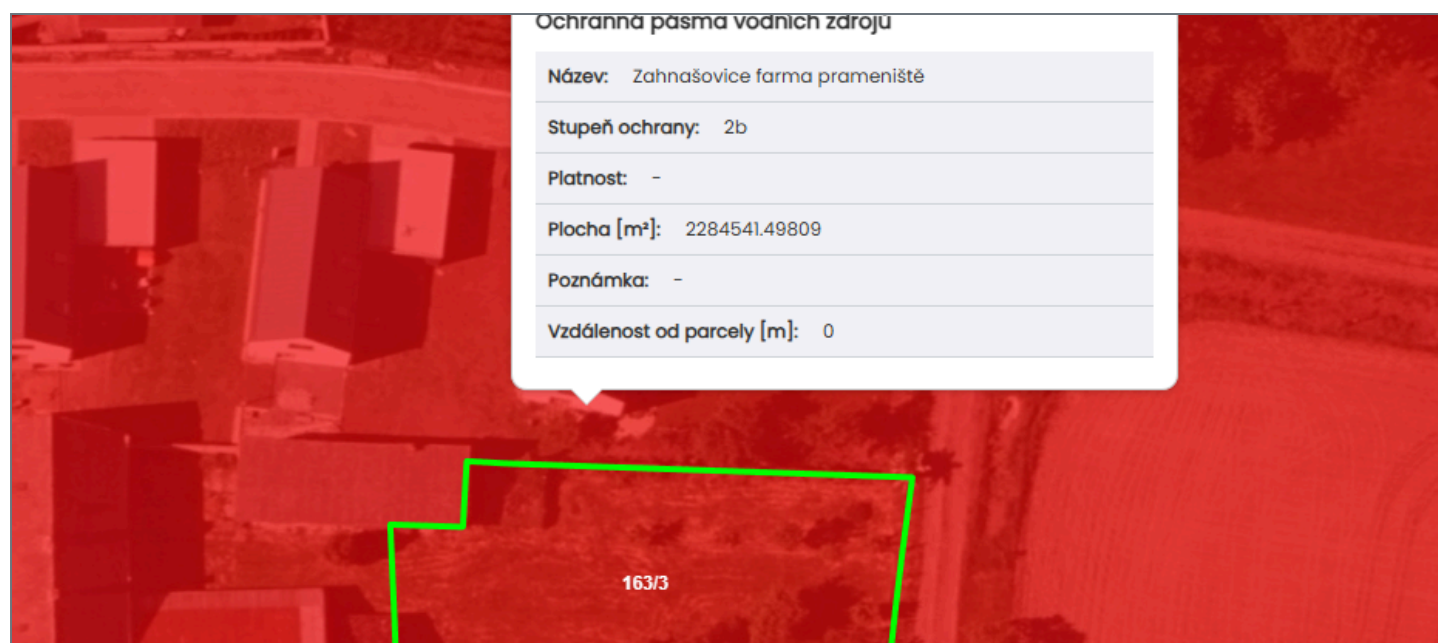 Ochranná pásma vodních zdrojů
Název: Zahnašovice farma prameniště
Stupeň ochrany: 2b
Platnost: -
Plocha [m²]: 2284541.49809
Poznámka: -
Vzdálenost od parcely [m]: 0
163/3